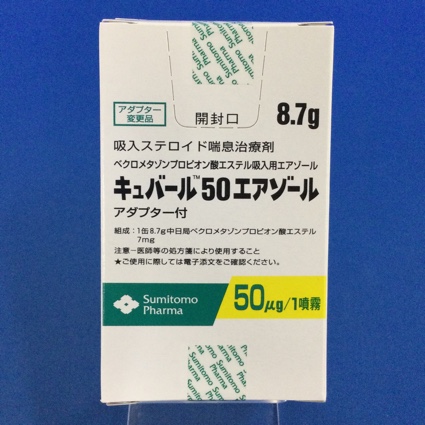 Sumitomo Pharma
アダプター
変更品
開封口
8.7g
吸入ステロイド喘息治療剤
ベクロメタゾンプロピオン酸エステル吸入用エアゾール
キュバール™50エアゾール
アダプター付
組成:1缶8.7g中日局ベクロメタゾンプロピオン酸エステル
7mg
注意-医師等の処方箋により使用すること
★ご使用に際しては電子添文をご確認ください。
Sumitomo
Pharma
50μg/1噴霧
Sumitomo
Pharma